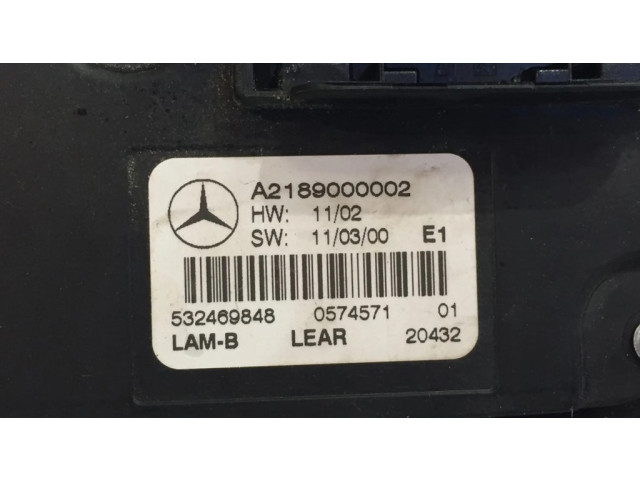 A2189000002
HW: 11/02
SW: 11/03/00 E1
532469848 0574571 01
LAM-B LEAR 20432